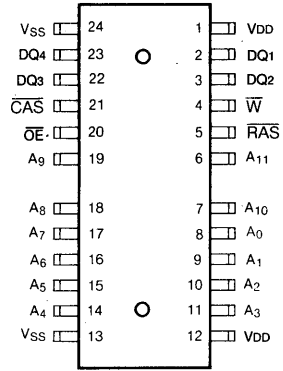 VSS 24 1 VDD
DQ4 23 2 DQ1
DQ3 22 3 DQ2
CAS 21 4 W
OE 20 5 RAS
A9 19 6 A11
A8 18 7 A10
A7 17 8 A0
A6 16 9 A1
A5 15 10 A2
A4 14 11 A3
VSS 13 12 VDD